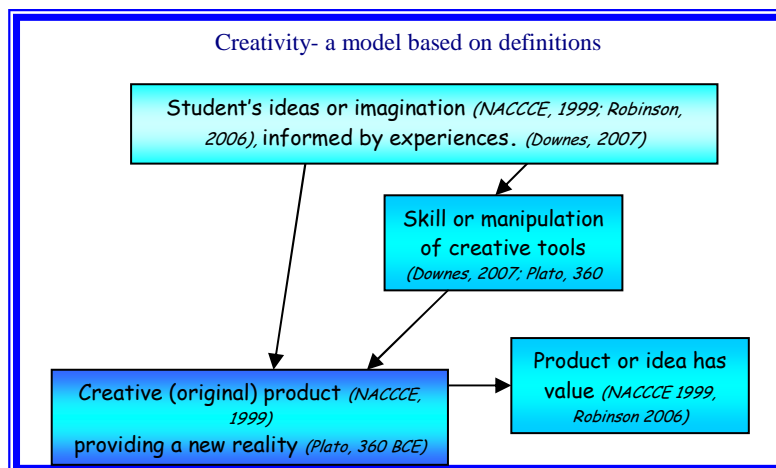 Creativity- a model based on definitions
Student's ideas or imagination (NACCCE, 1999; Robinson,
2006), informed by experiences. (Downes, 2007)
Skill or manipulation
of creative tools
(Downes, 2007; Plato, 360
Creative (original) product (NACCCE,
1999)
providing a new reality (Plato, 360 BCE)
Product or idea has
value (NACCCE 1999,
Robinson 2006)